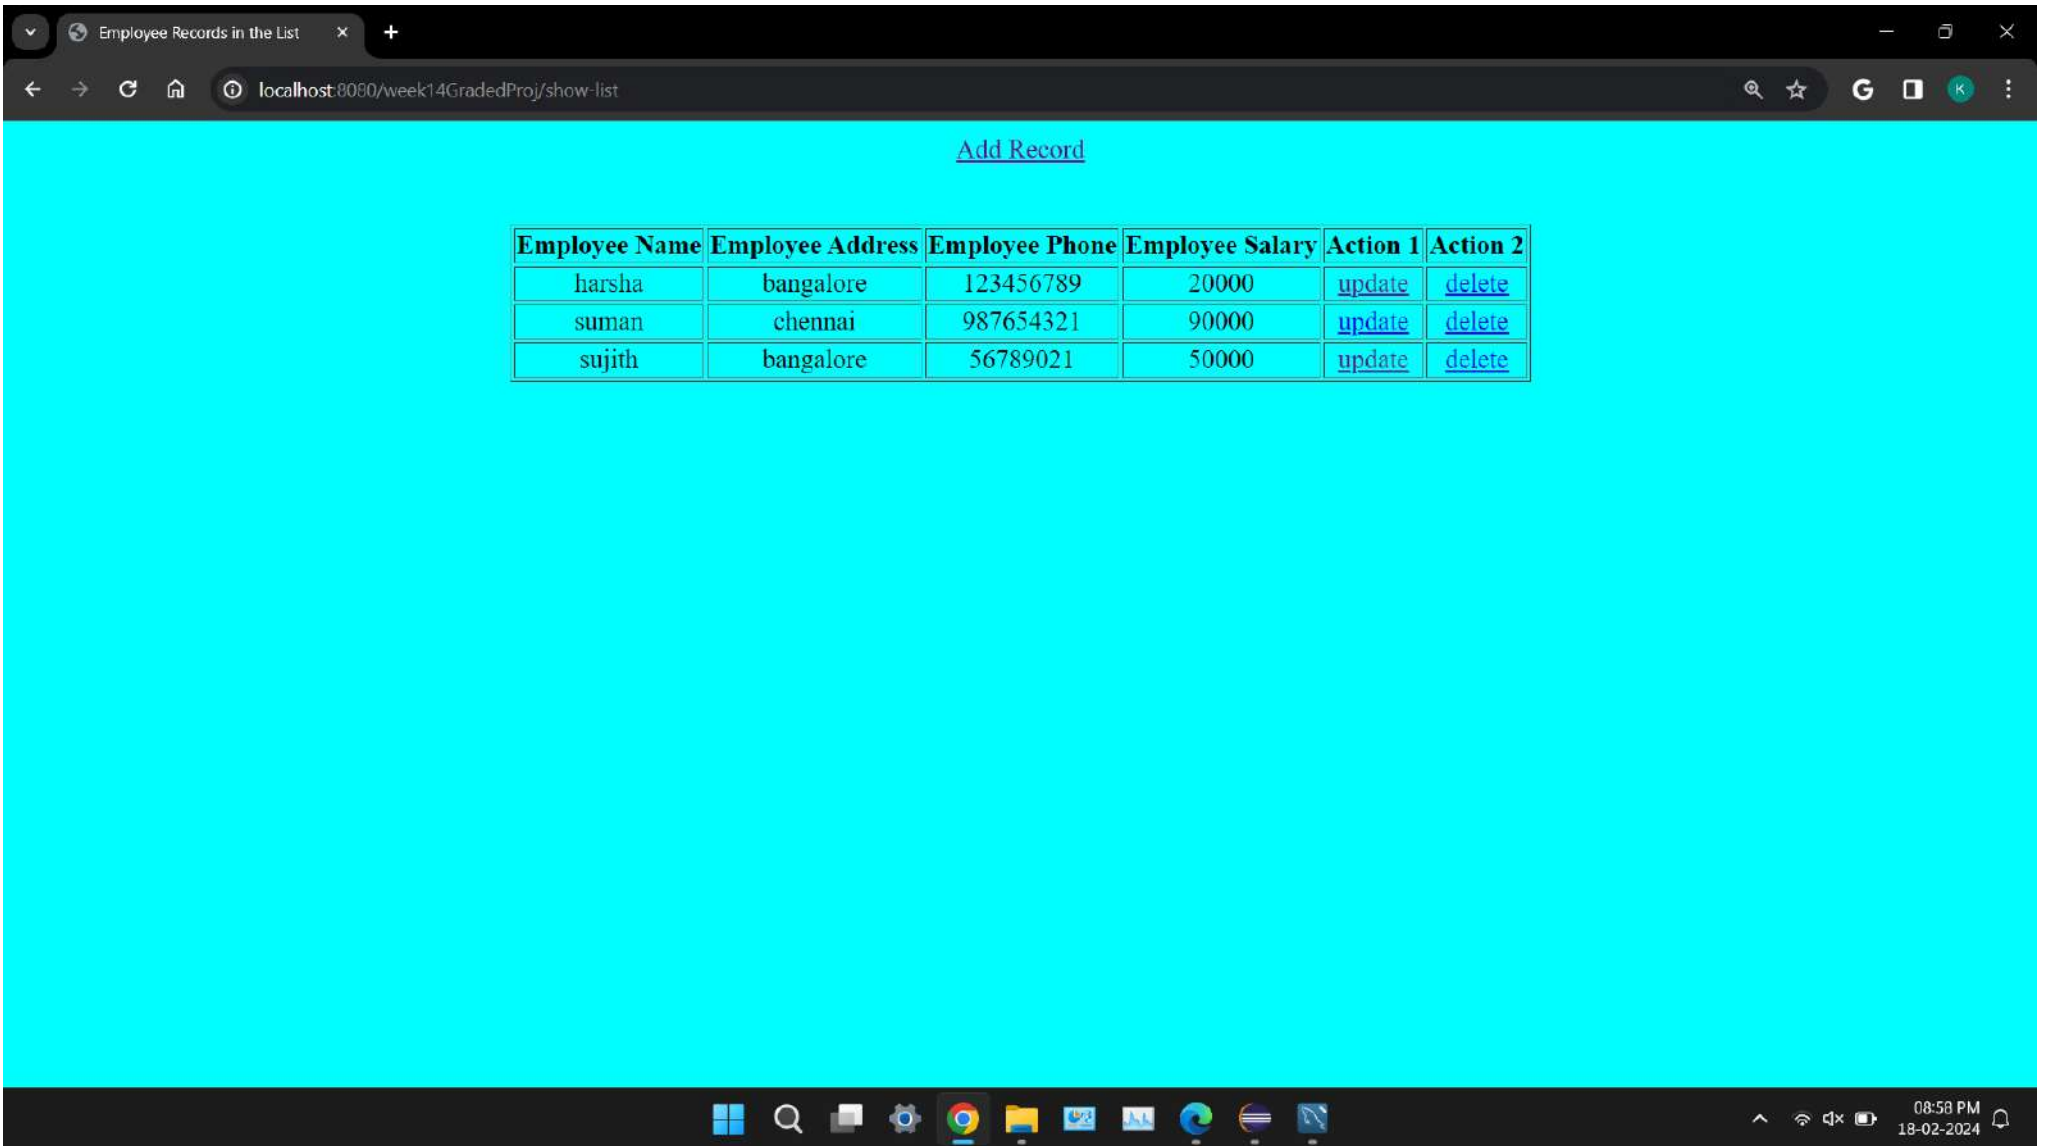 Employee Records in the List
localhost:8080/week14GradedProj/show-list
G K
Add Record
Employee Name Employee Address Employee Phone Employee Salary Action 1 Action 2
harsha bangalore 123456789 20000 update delete
suman chennai 987654321 90000 update delete
sujith bangalore 56789021 50000 update delete
08:58 PM
18-02-2024